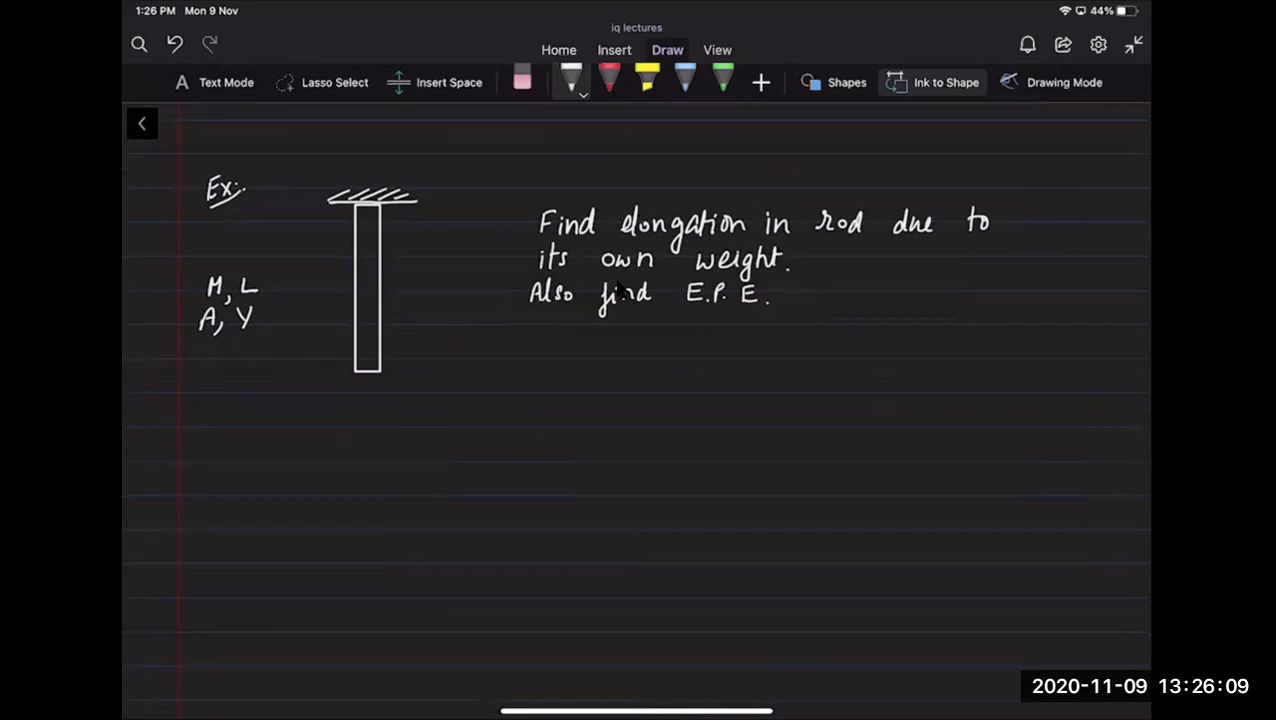 1:26 PM Mon 9 Nov
44%
iq lectures
Home Insert Draw View
Text Mode Lasso Select Insert Space Shapes Ink to Shape Drawing Mode
Ex:
Find elongation in rod due to
its own weight.
Also find E.P.E.
M, L
A, Y
2020-11-09 13:26:09